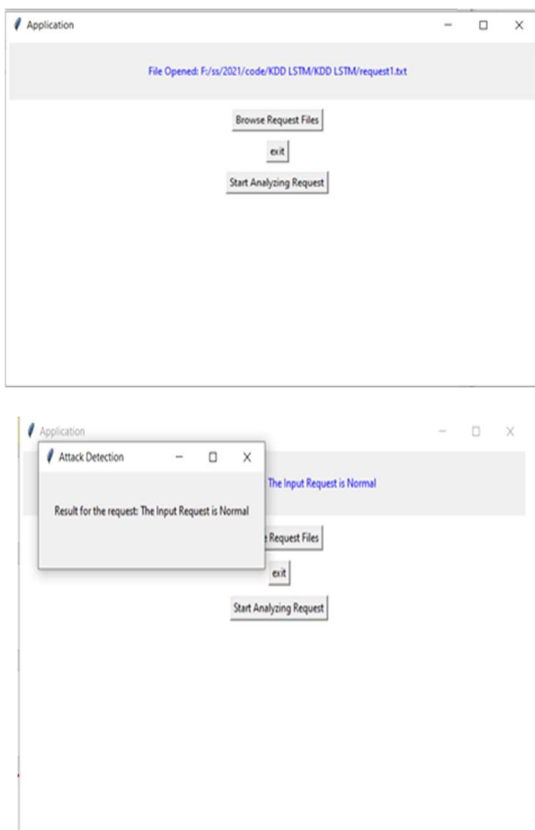 Application
File Opened: F:/ss/2021/code/KDD LSTM/KDD LSTM/request1.txt
Browse Request Files
exit
Start Analyzing Request
Application
Attack Detection
The Input Request is Normal
Result for the request: The Input Request is Normal
Request Files
exit
Start Analyzing Request